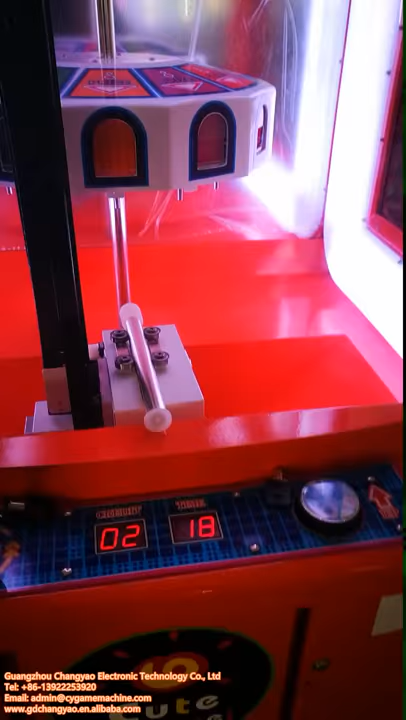 CREDIT TIME
02 18
Guangzhou Changyao Electronic Technology Co., Ltd
Tel: +86-13922253920
Email: admin@cygamemachine.com
www.gdchangyao.en.alibaba.com
Cute